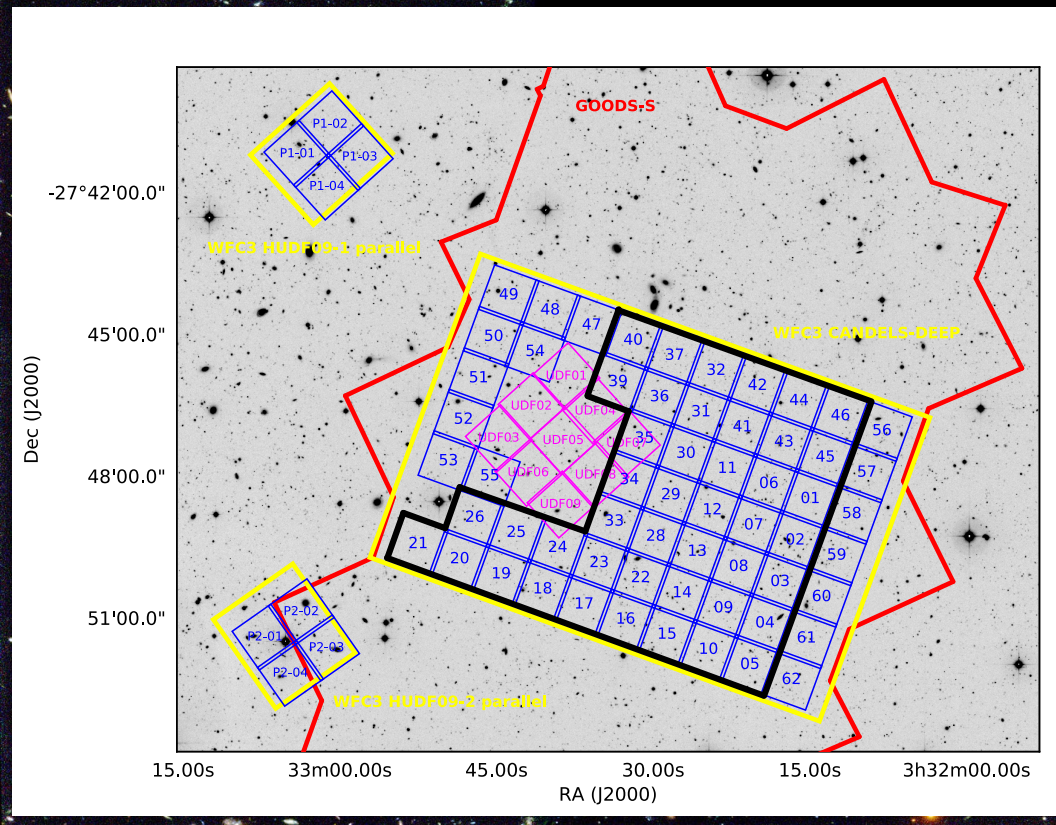 GOODS-S
P1-02
P1-01
P1-03
P1-04
-27°42'00.0"
WFC3 HUDF09-1 parallel
49
48
47
45'00.0"
WFC3 CANDELS-DEEP
50
54
40
37
32
42
44
46
56
51
UDF01
39
36
31
41
43
45
57
52
UDF02
UDF04
35
30
11
06
01
58
53
UDF03
UDF05
UDF07
34
29
12
07
02
59
55
UDF06
UDF08
33
28
13
08
03
60
48'00.0"
UDF09
26
25
24
23
22
14
09
04
61
21
20
19
18
17
16
15
10
05
62
51'00.0"
P2-02
P2-01
P2-03
P2-04
WFC3 HUDF09-2 parallel
Dec (J2000)
15.00s 33m00.00s 45.00s 30.00s 15.00s 3h32m00.00s
RA (J2000)